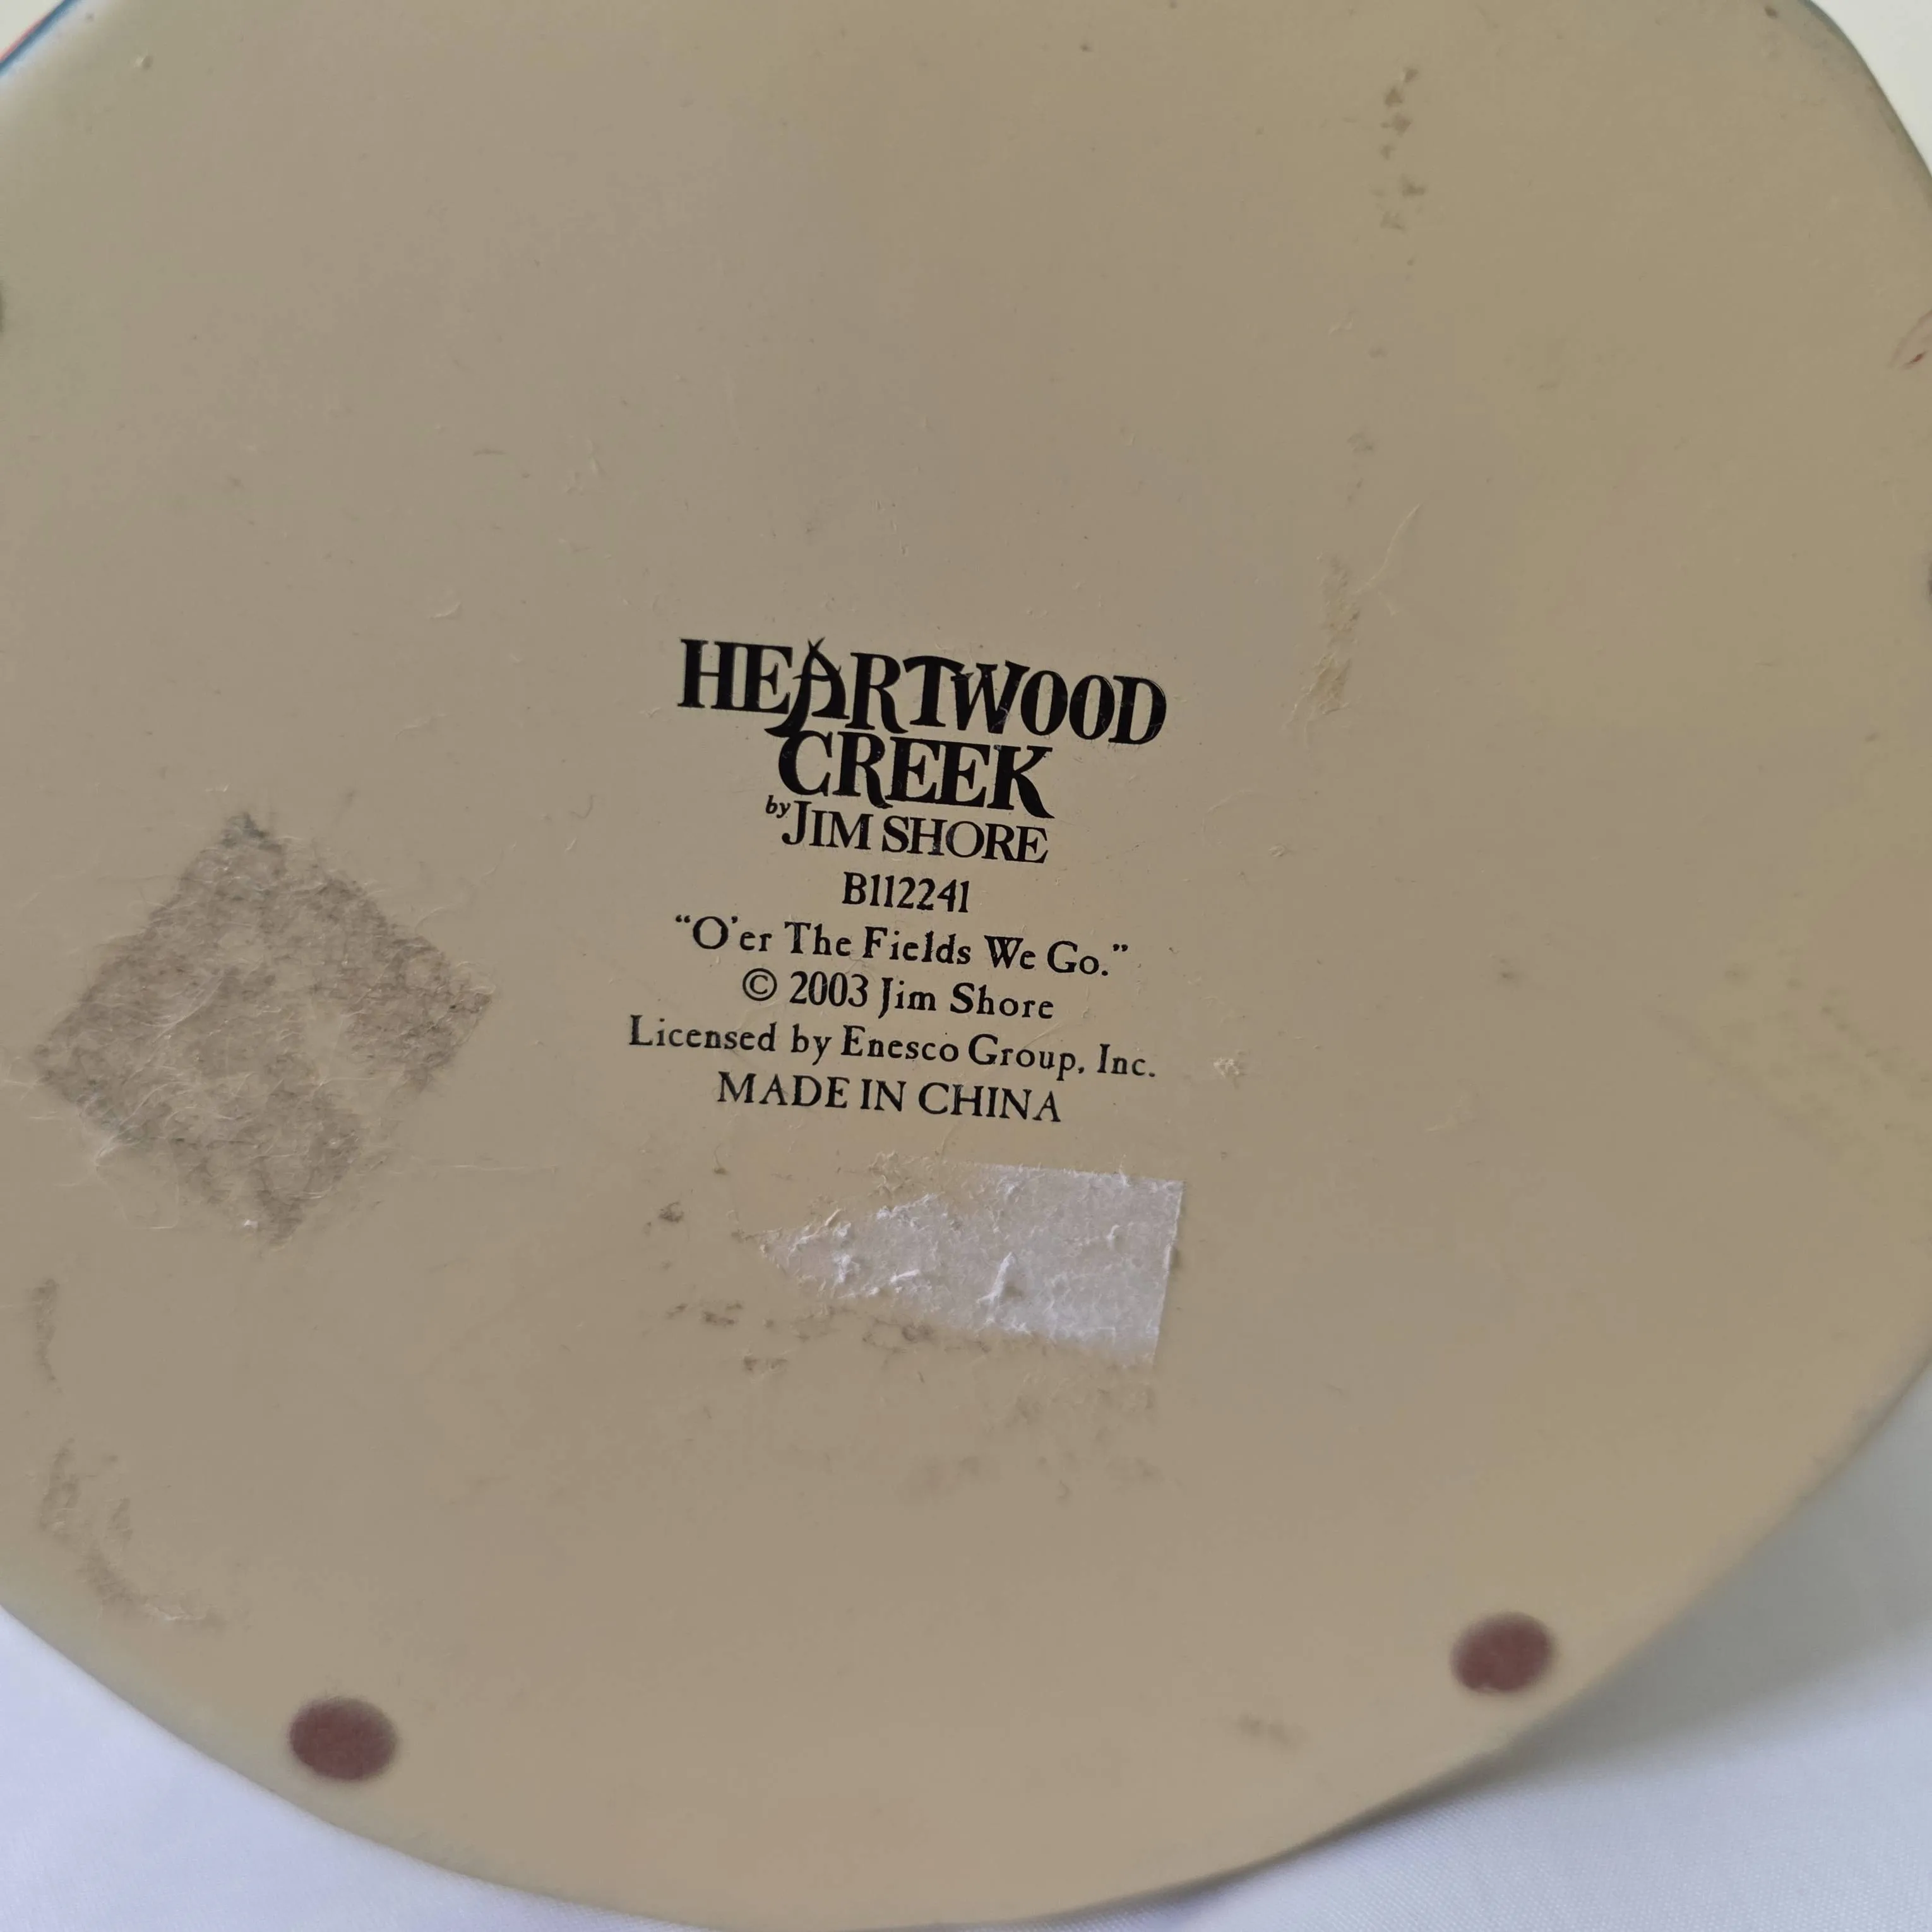 HEARTWOOD
CREEK
by JIM SHORE
B112241
“O'er The Fields We Go.”
© 2003 Jim Shore
Licensed by Enesco Group, Inc.
MADE IN CHINA